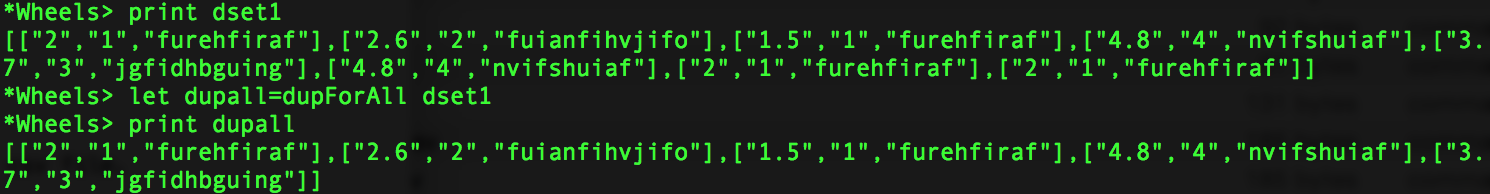 *Wheels> print dset1
[["2","1","furehfiraf"],["2.6","2","fuianfihvjifo"],["1.5","1","furehfiraf"],["4.8","4","nvifshuiaf"],["3.
7","3","jgfidhbguing"],["4.8","4","nvifshuiaf"],["2","1","furehfiraf"],["2","1","furehfiraf"]]
*Wheels> let dupall=dupForAll dset1
*Wheels> print dupall
[["2","1","furehfiraf"],["2.6","2","fuianfihvjifo"],["1.5","1","furehfiraf"],["4.8","4","nvifshuiaf"],["3.
7","3","jgfidhbguing"]]